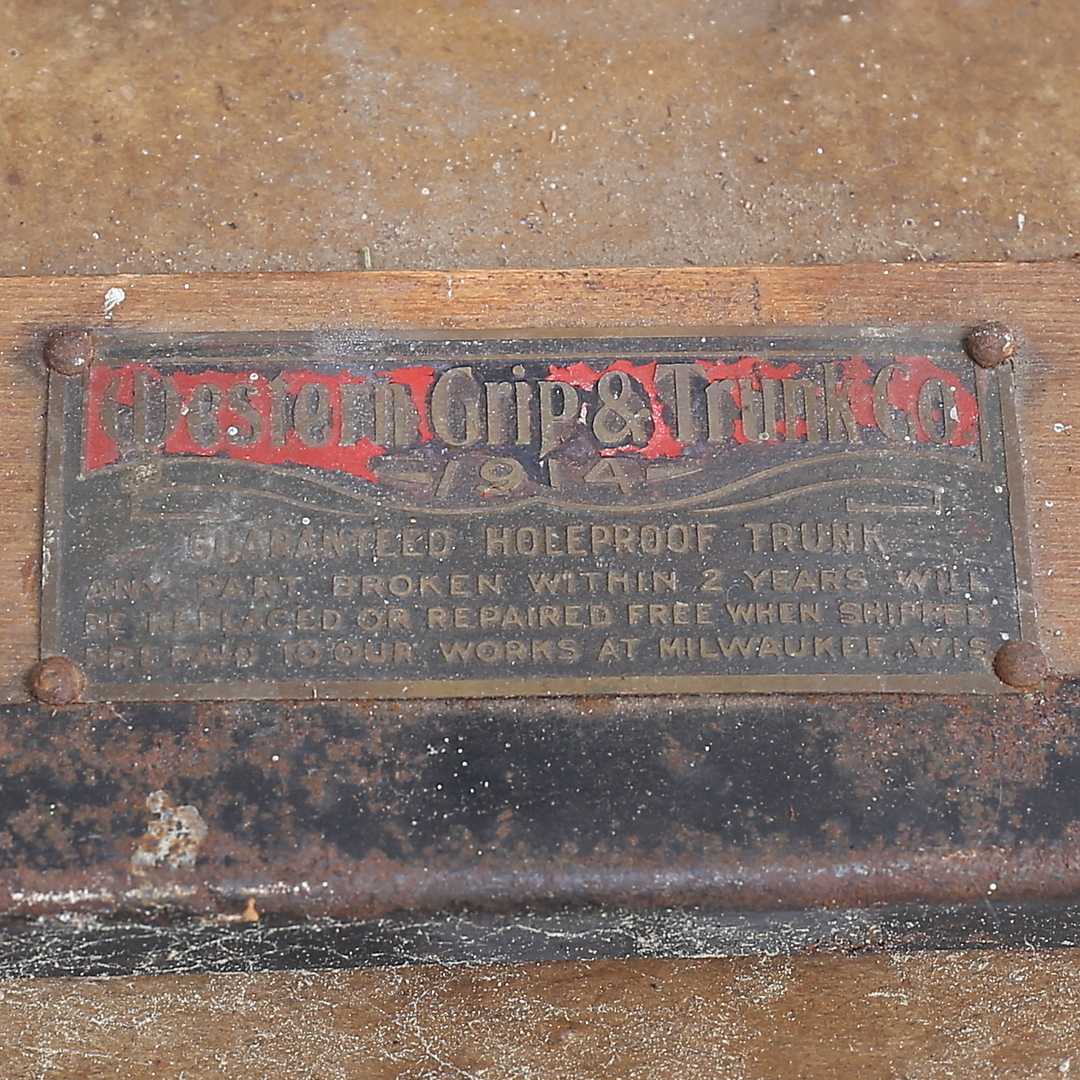 Western Grip & Trunk Co.
1914
GUARANTEED HOLEPROOF TRUNK
ANY PART BROKEN WITHIN 2 YEARS WILL
BE REPLACED OR REPAIRED FREE WHEN SHIPPED
PREPAID TO OUR WORKS AT MILWAUKEE, WIS